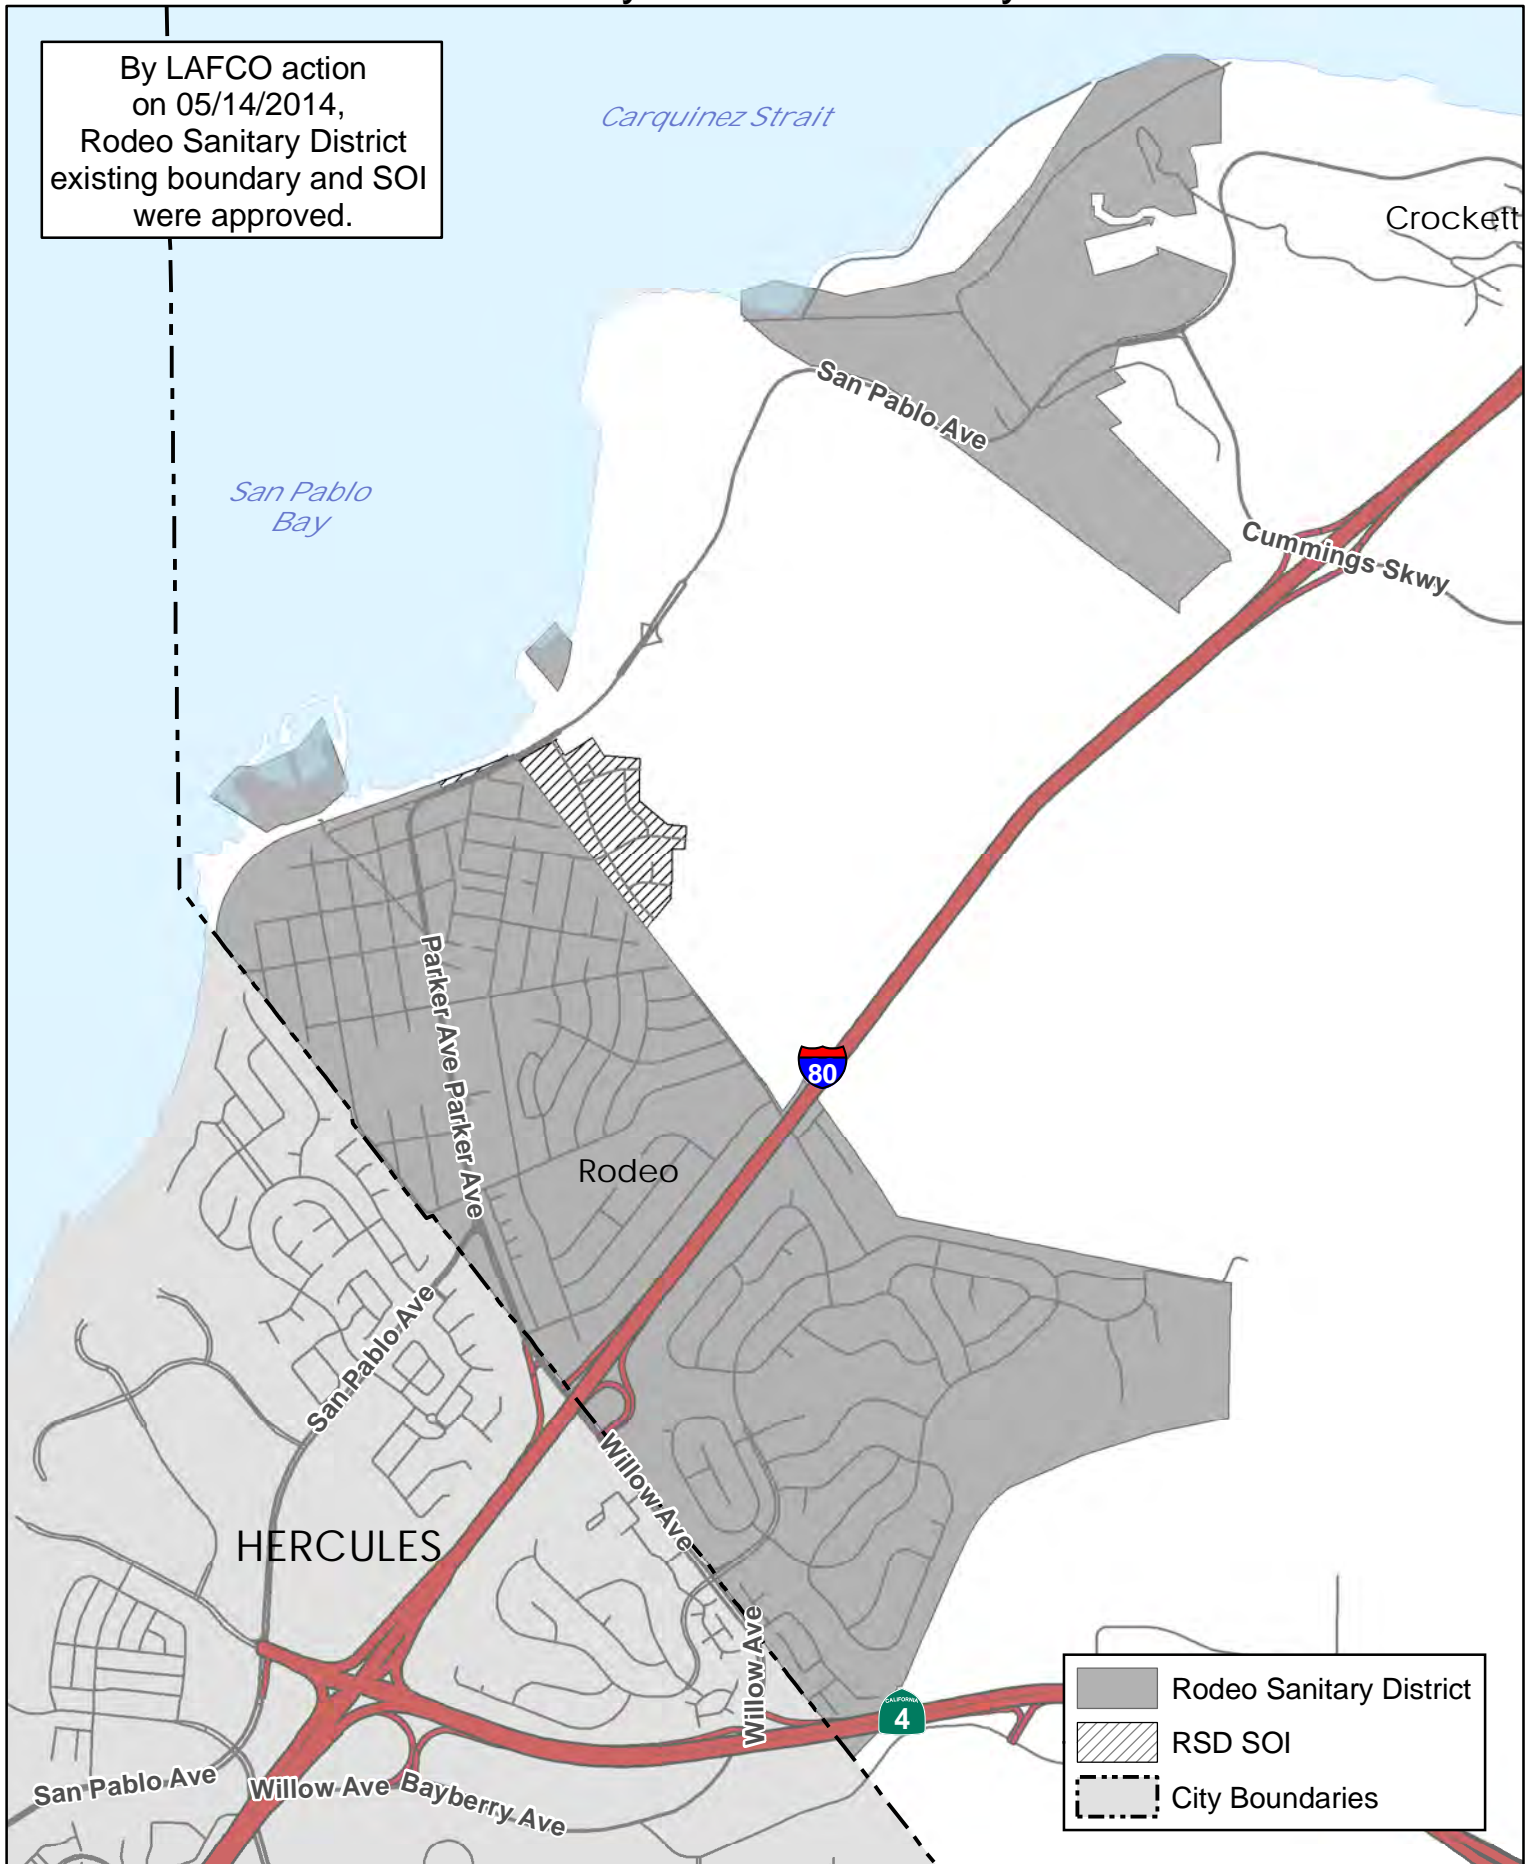 By LAFCO action
on 05/14/2014,
Rodeo Sanitary District
existing boundary and SOI
were approved.
Carquinez Strait
Crockett
San Pablo Ave
San Pablo
Bay
Cummings Skwy
Parker Ave
Parker Ave
80
Rodeo
San Pablo Ave
Willow Ave
HERCULES
Willow Ave
CALIFORNIA
4
San Pablo Ave
Willow Ave
Bayberry Ave
Rodeo Sanitary District
RSD SOI
City Boundaries